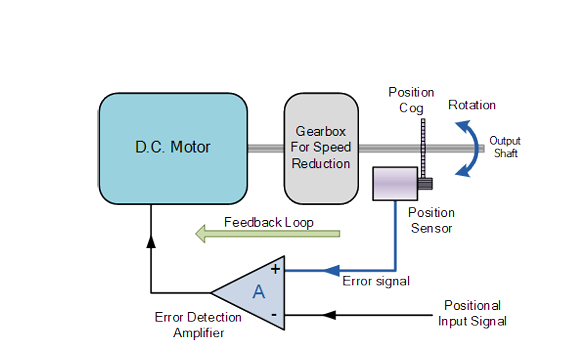 Position
Cog
Rotation
D.C. Motor
Gearbox
For Speed
Reduction
Output
Shaft
Position
Sensor
Feedback Loop
+
Error signal
A
Error Detection
Amplifier
-
Positional
Input Signal